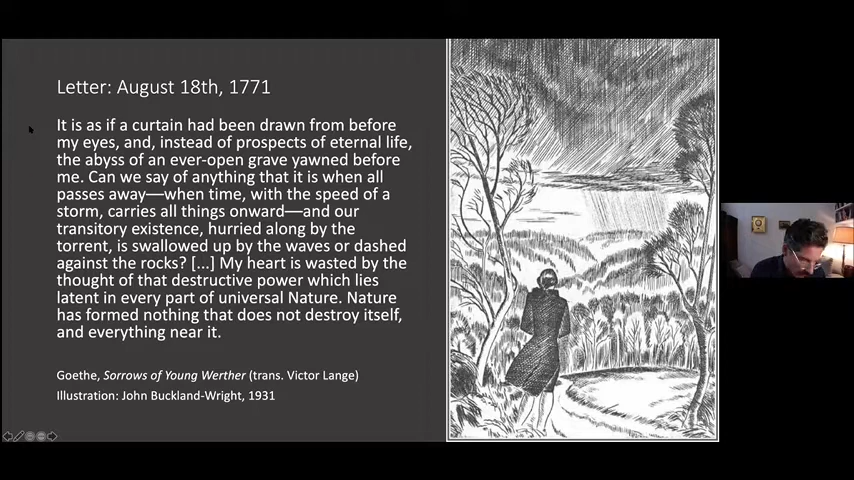 Letter: August 18th, 1771
It is as if a curtain had been drawn from before
my eyes, and, instead of prospects of eternal life,
the abyss of an ever-open grave yawned before
me. Can we say of anything that it is when all
passes away—when time, with the speed of a
storm, carries all things onward—and our
transitory existence, hurried along by the
torrent, is swallowed up by the waves or dashed
against the rocks? [...] My heart is wasted by the
thought of that destructive power which lies
latent in every part of universal Nature. Nature
has formed nothing that does not destroy itself,
and everything near it.
Goethe, Sorrows of Young Werther (trans. Victor Lange)
Illustration: John Buckland-Wright, 1931